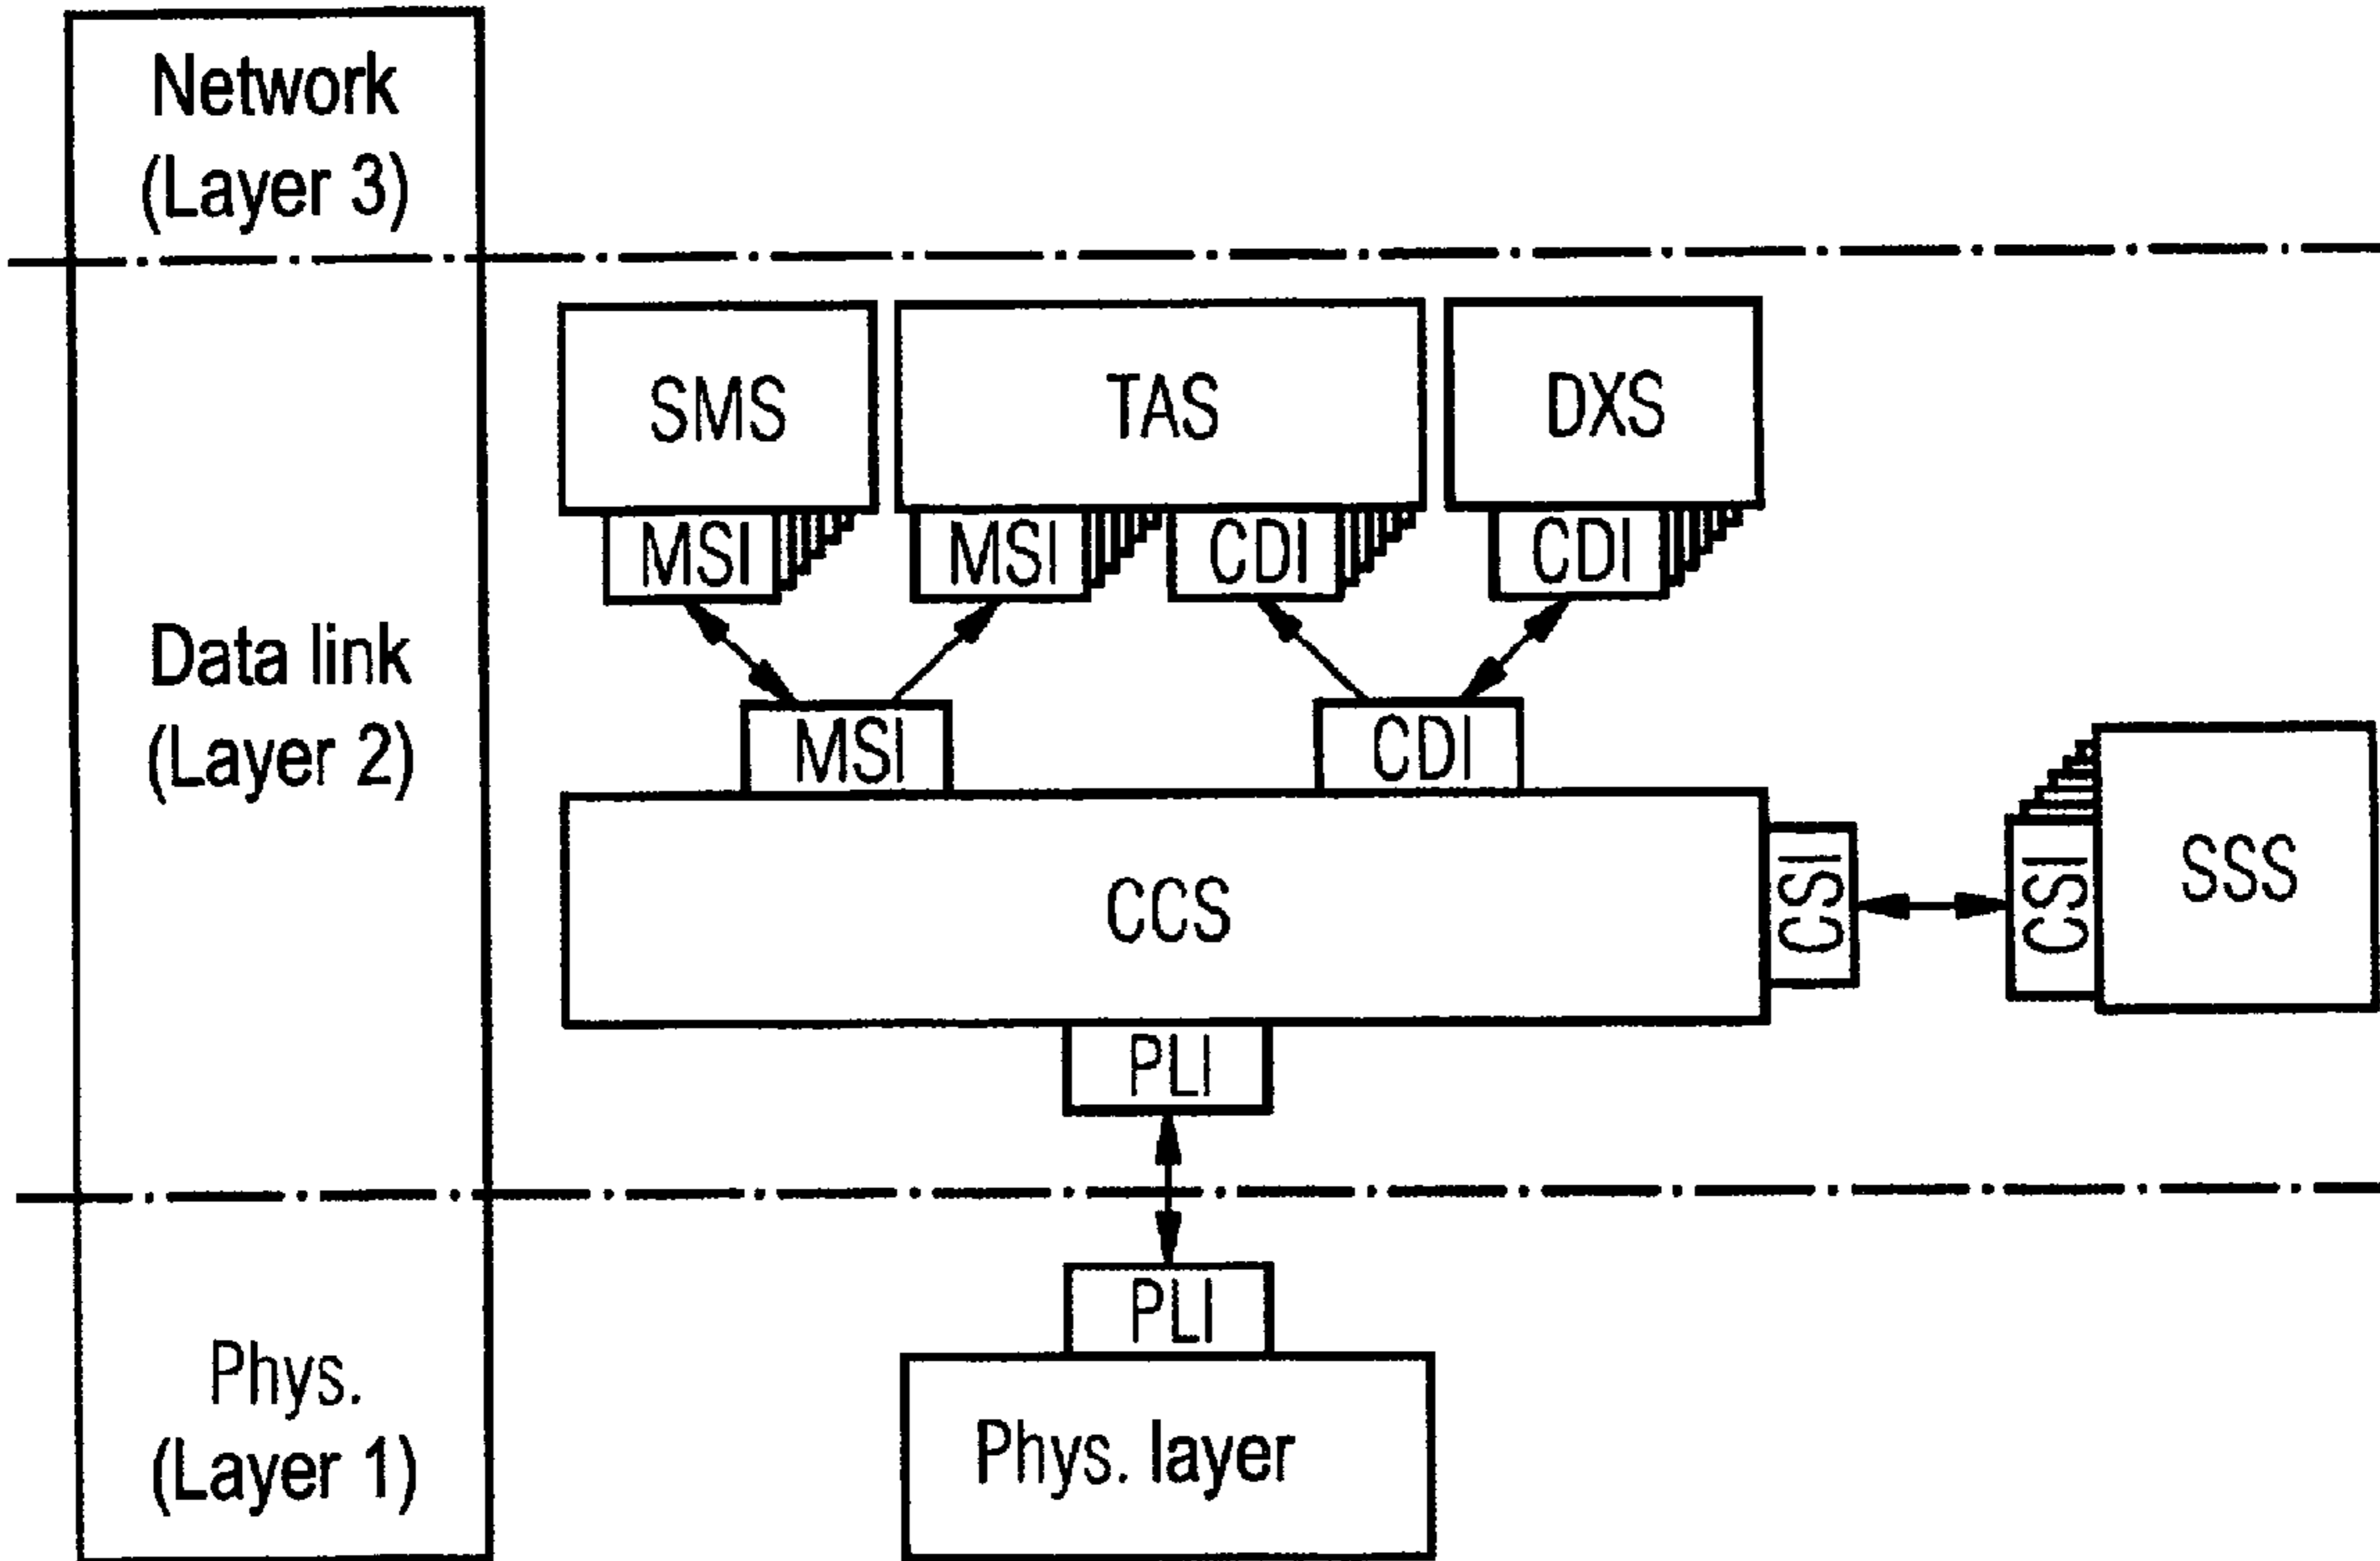 Network
(Layer 3)
SMS
TAS
DXS
MSI
MSI
CDI
CDI
Data link
(Layer 2)
MSI
CDI
CCS
CSI
CSI
SSS
PLI
PLI
Phys.
(Layer 1)
Phys. layer